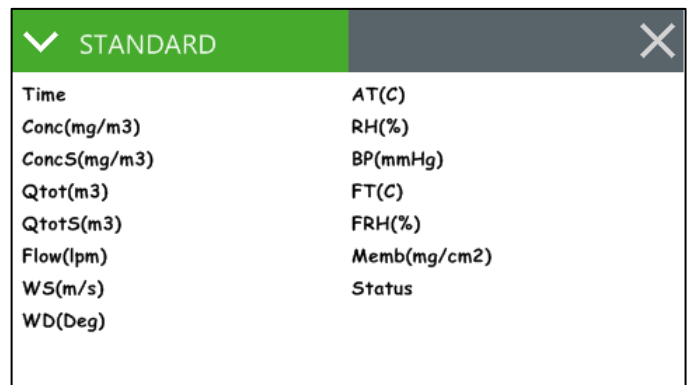 STANDARD
Time
Conc(mg/m3)
ConcS(mg/m3)
Qtot(m3)
QtotS(m3)
Flow(lpm)
WS(m/s)
WD(Deg)
AT(C)
RH(%)
BP(mmHg)
FT(C)
FRH(%)
Memb(mg/cm2)
Status